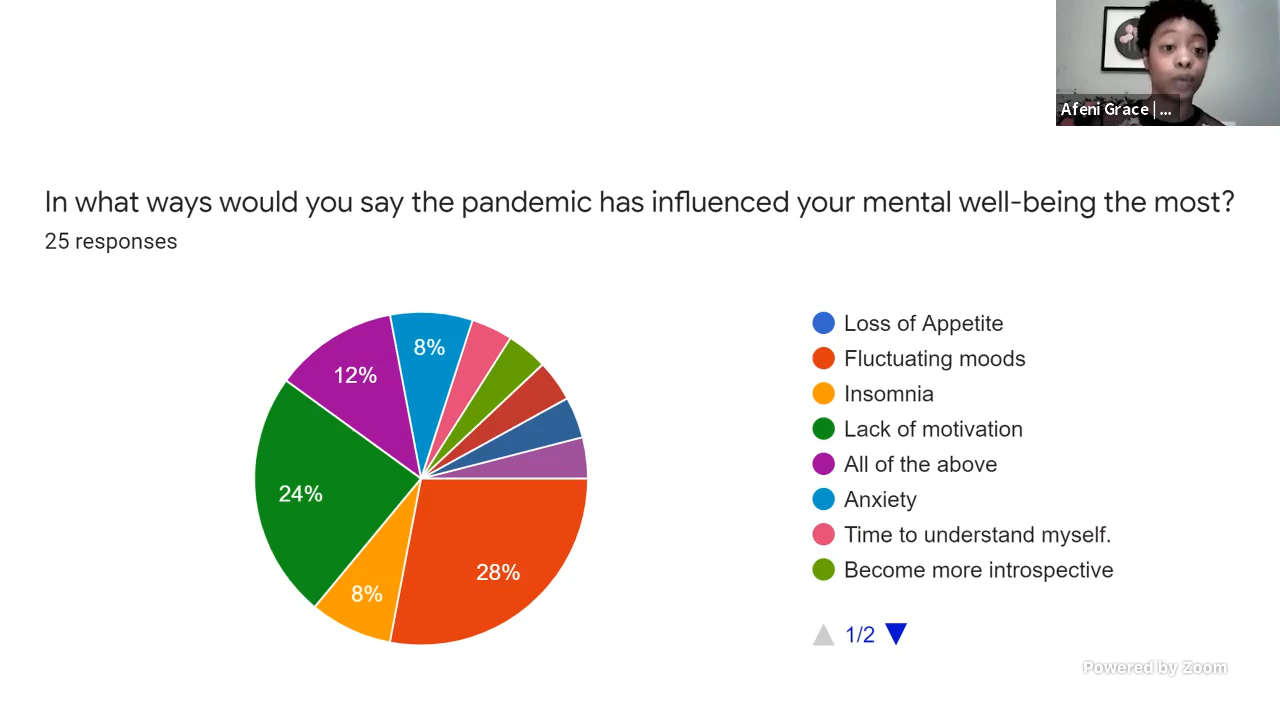 Afeni Grace | ...
In what ways would you say the pandemic has influenced your mental well-being the most?
25 responses
8%
12%
24%
8%
28%
Loss of Appetite
Fluctuating moods
Insomnia
Lack of motivation
All of the above
Anxiety
Time to understand myself.
Become more introspective
1/2
Powered by Zoom